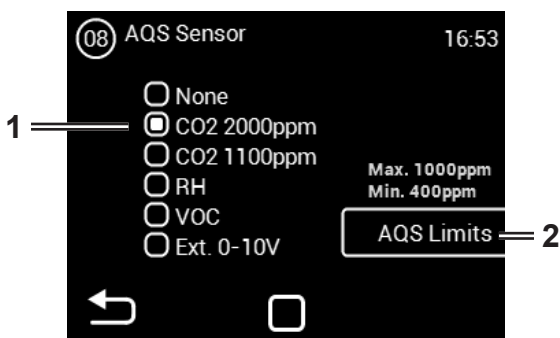 08 AQS Sensor 16:53
None
1 CO2 2000ppm
CO2 1100ppm
Max. 1000ppm
RH
Min. 400ppm
VOC
AQS Limits 2
Ext. 0-10V